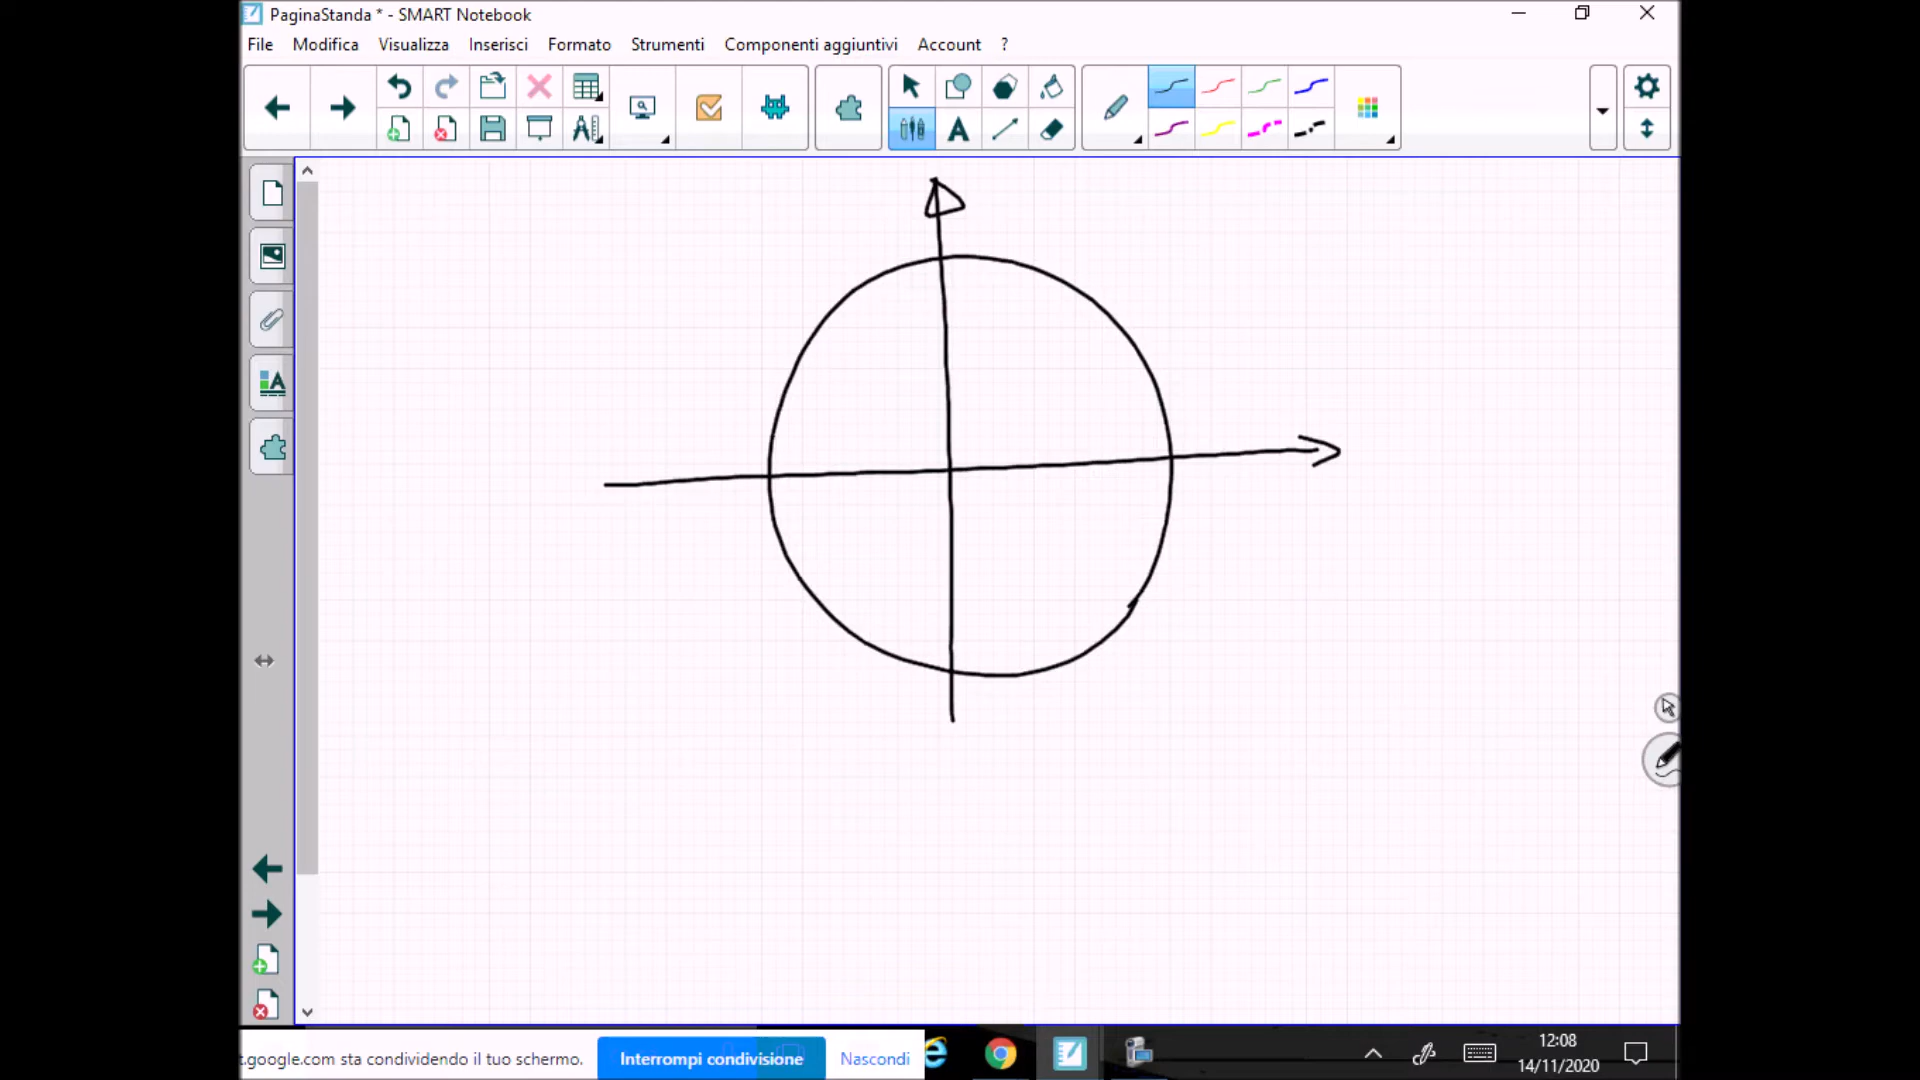 PaginaStanda * - SMART Notebook
File Modifica Visualizza Inserisci Formato Strumenti Componenti aggiuntivi Account ?
t.google.com sta condividendo il tuo schermo. Interrompi condivisione Nascondi
12:08
14/11/2020